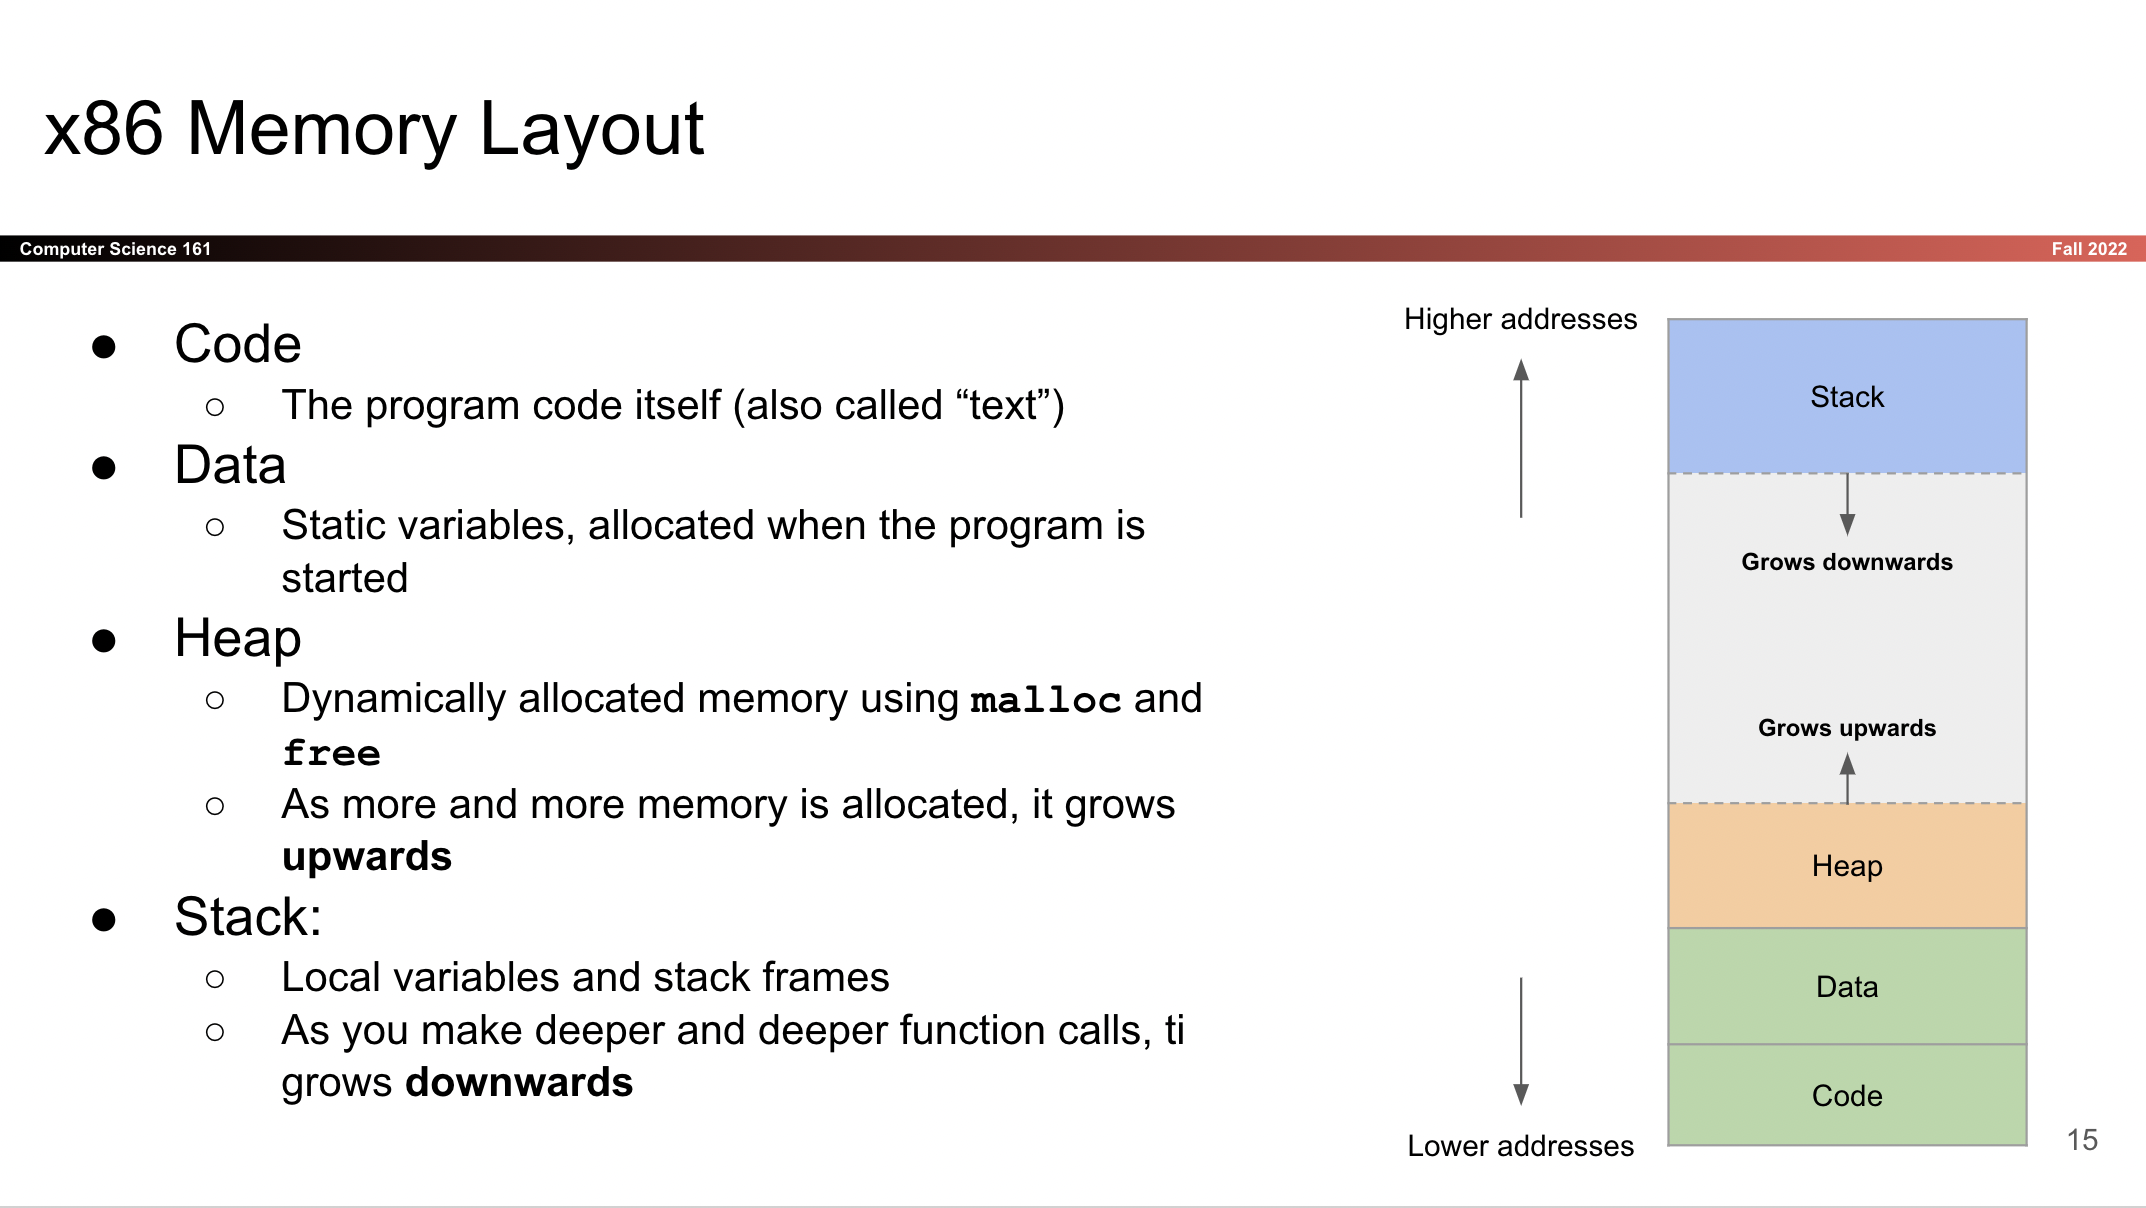 x86 Memory Layout
Computer Science 161
Fall 2022
● Code
○ The program code itself (also called “text”)
● Data
○ Static variables, allocated when the program is
started
● Heap
○ Dynamically allocated memory using malloc and
free
○ As more and more memory is allocated, it grows
upwards
● Stack:
○ Local variables and stack frames
○ As you make deeper and deeper function calls, ti
grows downwards
Higher addresses
Lower addresses
Stack
Grows downwards
Grows upwards
Heap
Data
Code
15